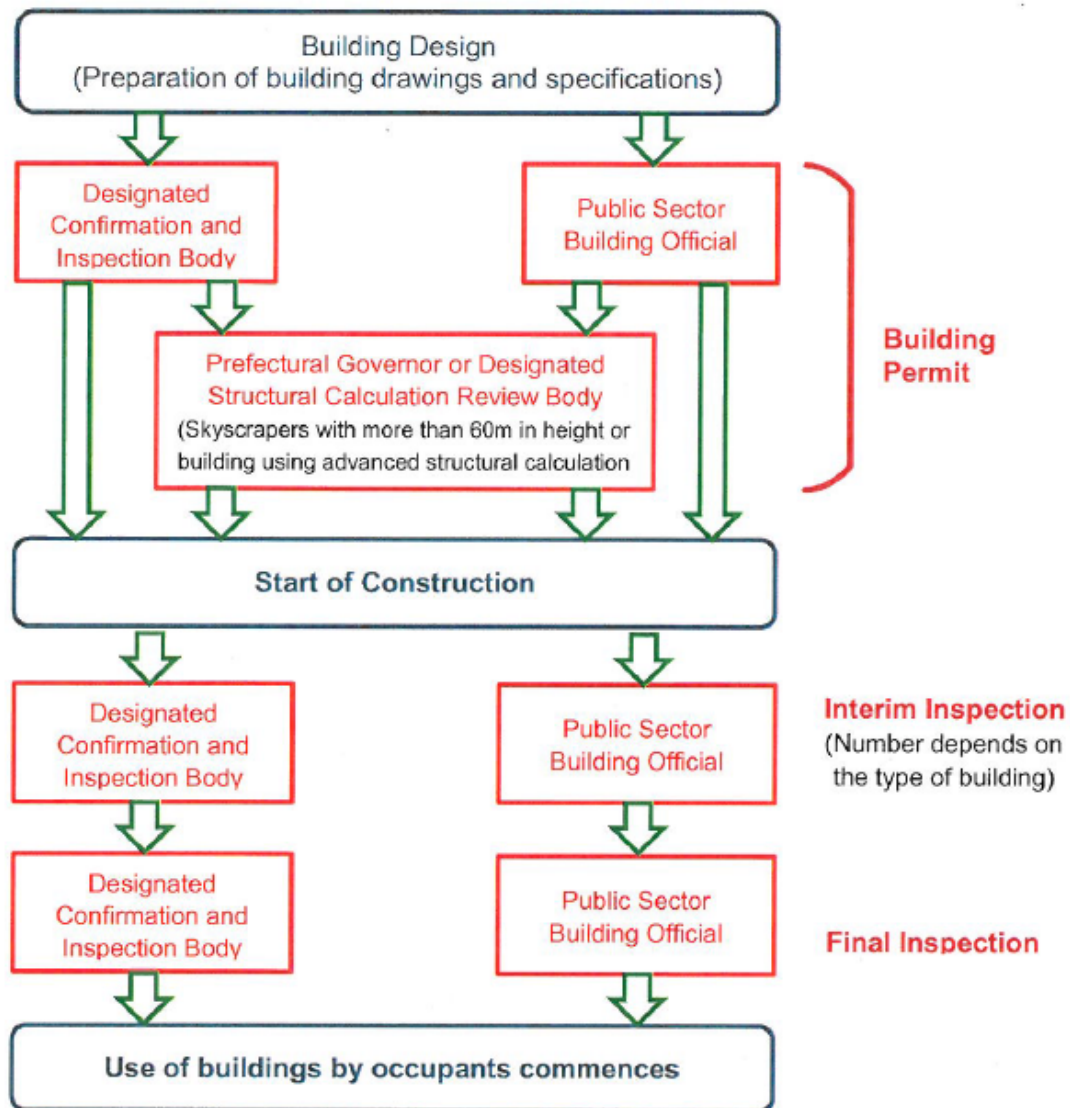 Building Design
(Preparation of building drawings and specifications)
Designated
Confirmation and
Inspection Body
Public Sector
Building Official
Prefectural Governor or Designated
Structural Calculation Review Body
(Skyscrapers with more than 60m in height or
building using advanced structural calculation
Building
Permit
Start of Construction
Designated
Confirmation and
Inspection Body
Public Sector
Building Official
Interim Inspection
(Number depends on
the type of building)
Designated
Confirmation and
Inspection Body
Public Sector
Building Official
Final Inspection
Use of buildings by occupants commences